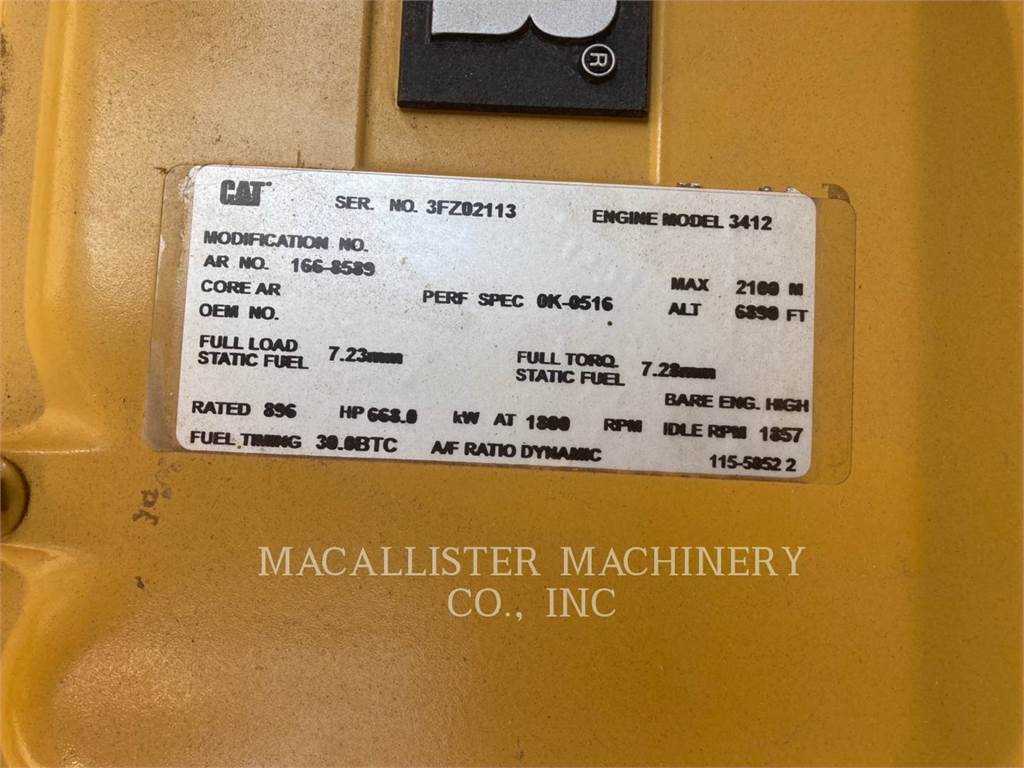 B
®
CAT SER. NO. 3FZ02113 ENGINE MODEL 3412
MODIFICATION NO.
AR NO. 166-8589
CORE AR
OEM NO.
PERF SPEC 0K-0516
MAX 2100 M
ALT 6890 FT
FULL LOAD
STATIC FUEL 7.23mm
FULL TORQ.
STATIC FUEL 7.28mm
BARE ENG. HIGH
RATED 896 HP 668.0 kW AT 1800 RPM IDLE RPM 1857
FUEL TIMING 30.0BTC A/F RATIO DYNAMIC 115-5852 2
MACALLISTER MACHINERY
CO., INC